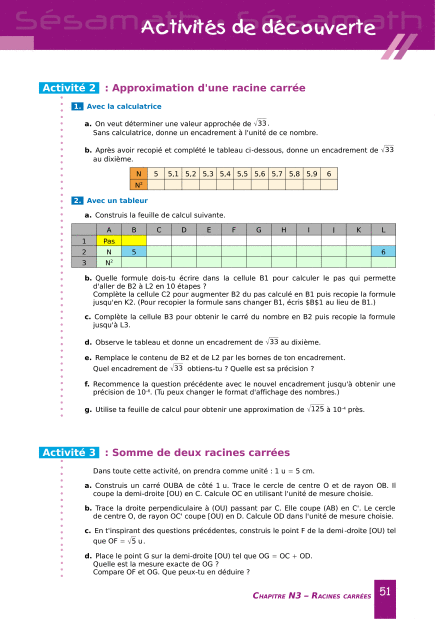 Sésamath Sésamath
Activités de découverte
Activité 2 : Approximation d'une racine carrée
1. Avec la calculatrice
a. On veut déterminer une valeur approchée de √33.
Sans calculatrice, donne un encadrement à l'unité de ce nombre.
b. Après avoir recopié et complété le tableau ci-dessous, donne un encadrement de √33
au dixième.
N 5 5,1 5,2 5,3 5,4 5,5 5,6 5,7 5,8 5,9 6
N²
2. Avec un tableur
a. Construis la feuille de calcul suivante.
A B C D E F G H I J K L
1 Pas
2 N 5 6
3 N²
b. Quelle formule dois-tu écrire dans la cellule B1 pour calculer le pas qui permette
d'aller de B2 à L2 en 10 étapes ?
Complète la cellule C2 pour augmenter B2 du pas calculé en B1 puis recopie la formule
jusqu'en K2. (Pour recopier la formule sans changer B1, écris $B$1 au lieu de B1.)
c. Complète la cellule B3 pour obtenir le carré du nombre en B2 puis recopie la formule
jusqu'à L3.
d. Observe le tableau et donne un encadrement de √33 au dixième.
e. Remplace le contenu de B2 et de L2 par les bornes de ton encadrement.
Quel encadrement de √33 obtiens-tu ? Quelle est sa précision ?
f. Recommence la question précédente avec le nouvel encadrement jusqu'à obtenir une
précision de 10⁻⁶. (Tu peux changer le format d'affichage des nombres.)
g. Utilise ta feuille de calcul pour obtenir une approximation de √125 à 10⁻⁴ près.
Activité 3 : Somme de deux racines carrées
Dans toute cette activité, on prendra comme unité : 1 u = 5 cm.
a. Construis un carré OUBA de côté 1 u. Trace le cercle de centre O et de rayon OB. Il
coupe la demi-droite [OU) en C. Calcule OC en utilisant l'unité de mesure choisie.
b. Trace la droite perpendiculaire à (OU) passant par C. Elle coupe (AB) en C'. Le cercle
de centre O, de rayon OC' coupe [OU) en D. Calcule OD dans l'unité de mesure choisie.
c. En t'inspirant des questions précédentes, construis le point F de la demi-droite [OU) tel
que OF = √5 u.
d. Place le point G sur la demi-droite [OU) tel que OG = OC + OD.
Quelle est la mesure exacte de OG ?
Compare OF et OG. Que peux-tu en déduire ?
Chapitre N3 – Racines carrées 51